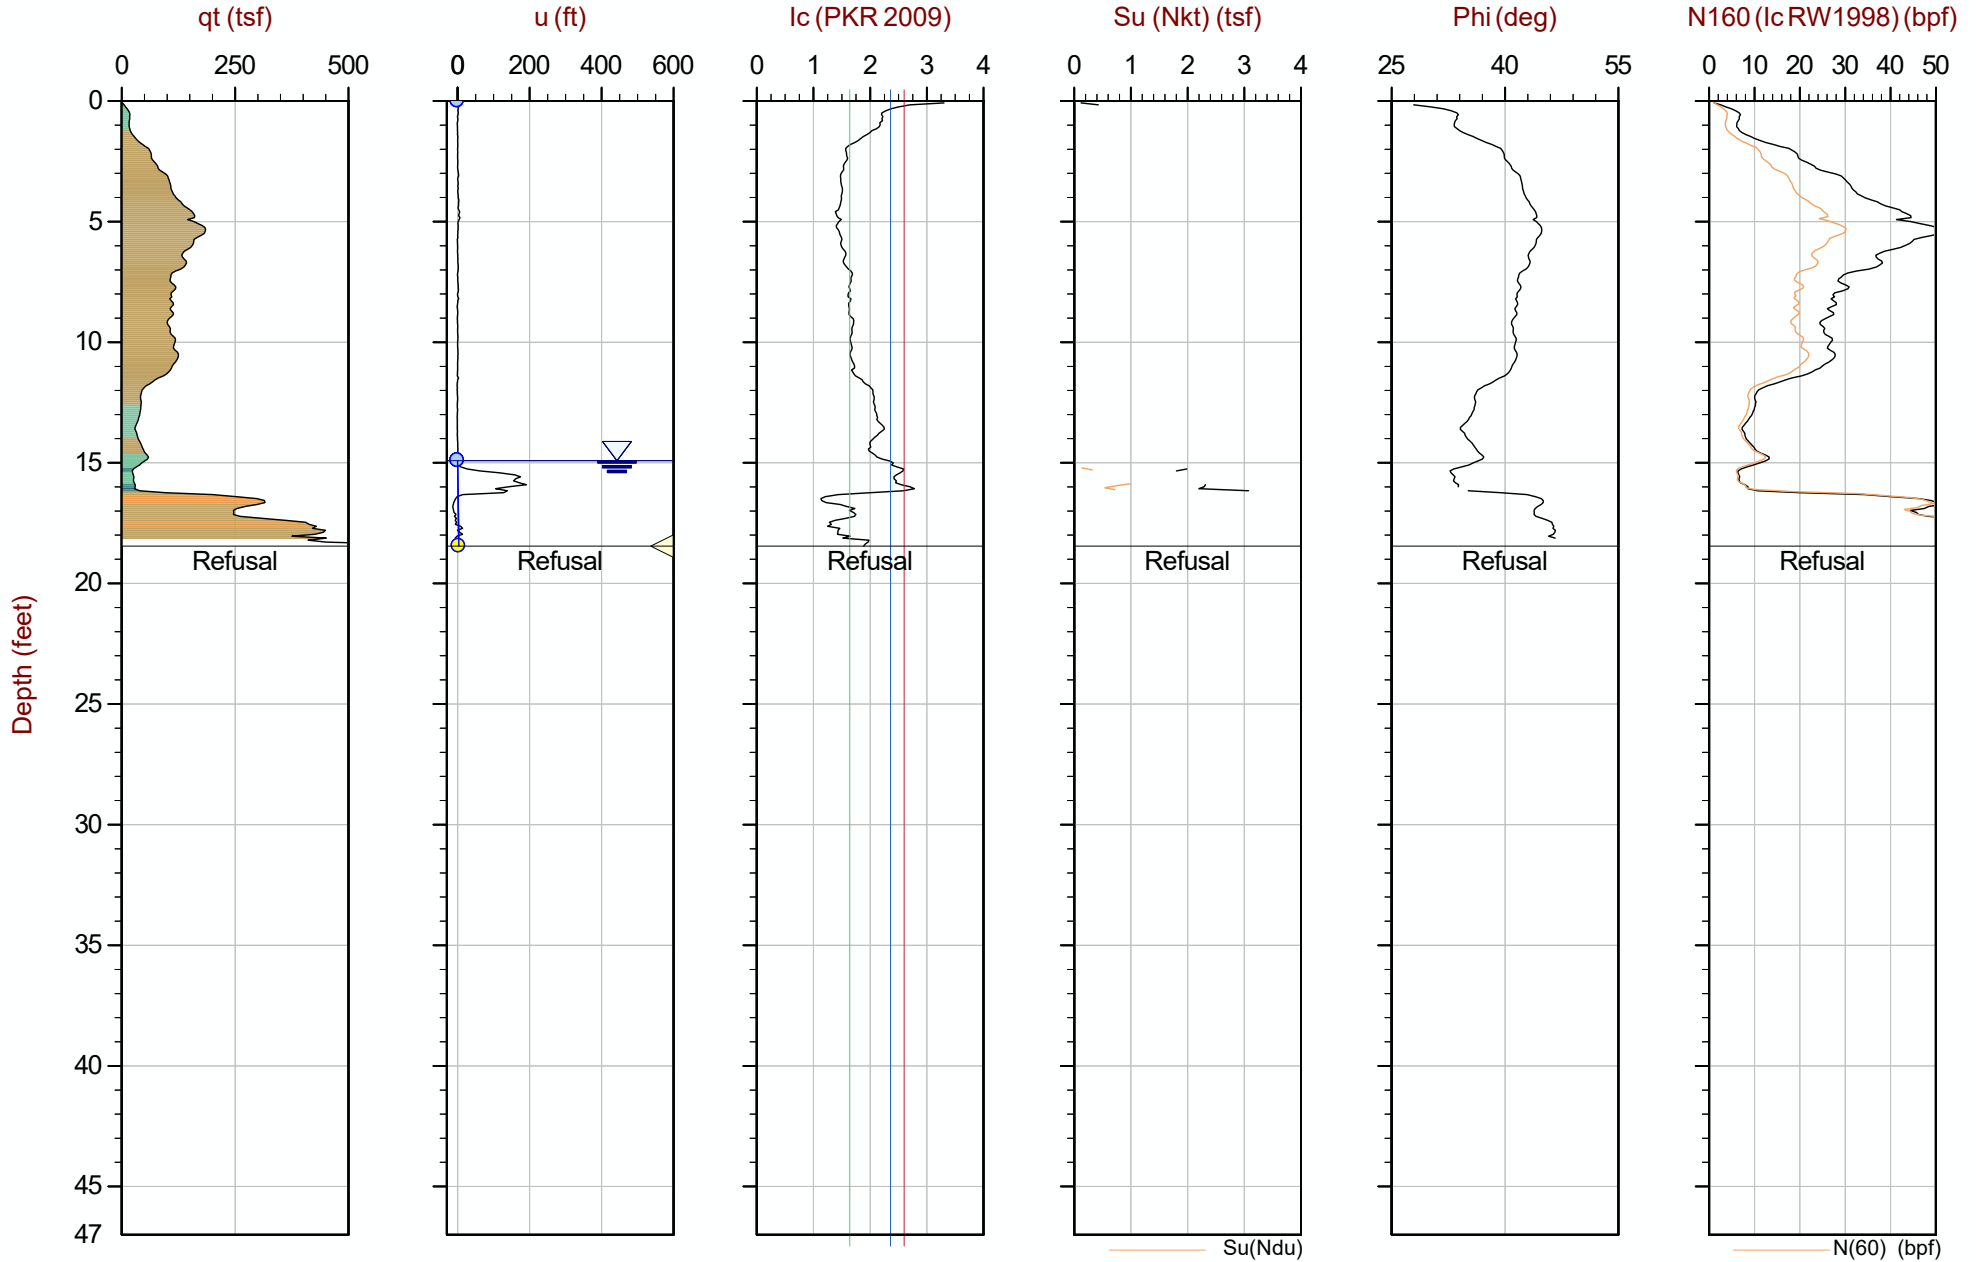 qt (tsf) u (ft) Ic (PKR 2009) Su (Nkt) (tsf) Phi (deg) N160 (Ic RW1998) (bpf)
0 250 500 0 200 400 600 0 1 2 3 4 0 1 2 3 4 25 40 55 0 10 20 30 40 50
0
5
10
15
Refusal Refusal Refusal Refusal Refusal Refusal
20
Depth (feet)
25
30
35
40
45
47
Su(Ndu) N(60) (bpf)